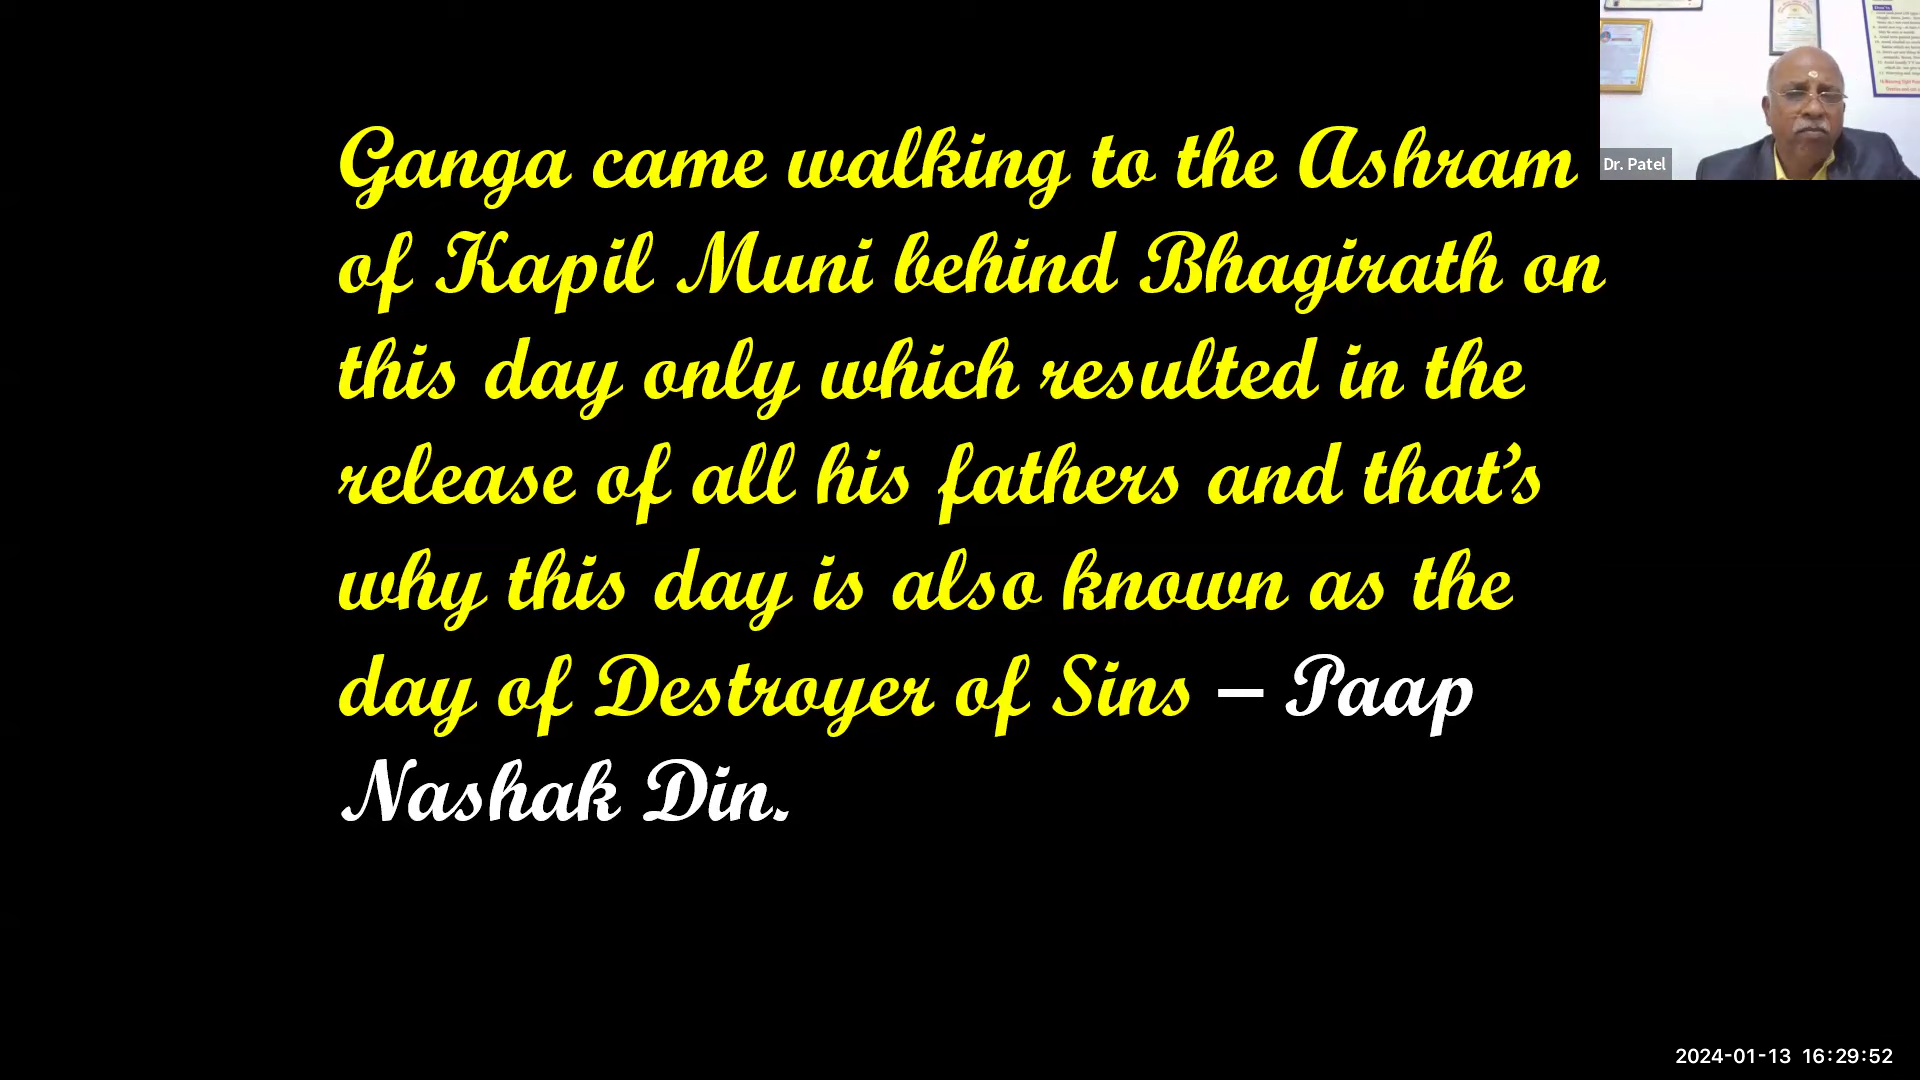 Ganga came walking to the Ashram
of Kapil Muni behind Bhagirath on
this day only which resulted in the
release of all his fathers and that’s
why this day is also known as the
day of Destroyer of Sins – Paap
Nashak Din.
Dr. Patel
2024-01-13 16:29:52